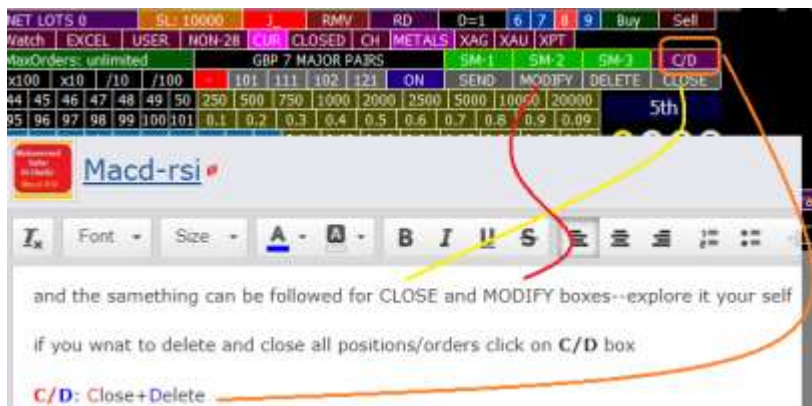 NET LOTS 0 SL: 10000 J_ RMV RD 0=1 6 7 8 9 Buy Sell
Watch EXCEL USER NON-28 CUR CLOSED CH METALS XAG XAU XPT
MaxOrders: unlimited GBP 7 MAJOR PAIRS SM-1 SM-2 SM-3 C/D
x100 x10 /10 /100 - 101 111 102 121 ON SEND MODIFY DELETE CLOSE
44 45 46 47 48 49 50 250 500 750 1000 2000 2500 5000 10000 20000 5th
95 96 97 98 99 100 101 0.1 0.2 0.3 0.4 0.5 0.6 0.7 0.8 0.9 0.09
Macd-rsi
Font Size A A B I U S
and the samething can be followed for CLOSE and MODIFY boxes--explore it your self
if you wnat to delete and close all positions/orders click on C/D box
C/D: Close+Delete